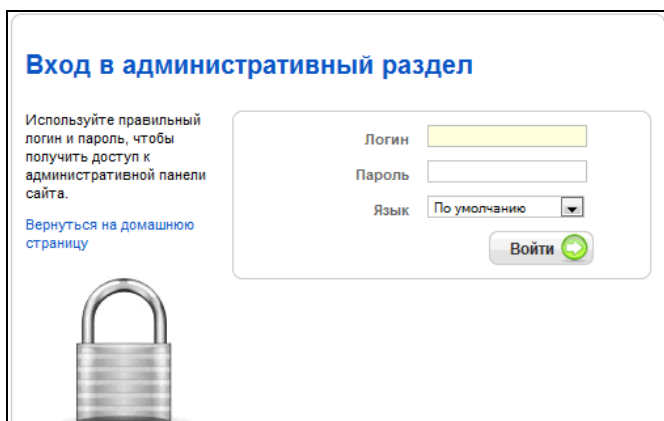 Вход в административный раздел
Используйте правильный
логин и пароль, чтобы
получить доступ к
административной панели
сайта.
Вернуться на домашнюю
страницу
Логин
Пароль
Язык По умолчанию
Войти